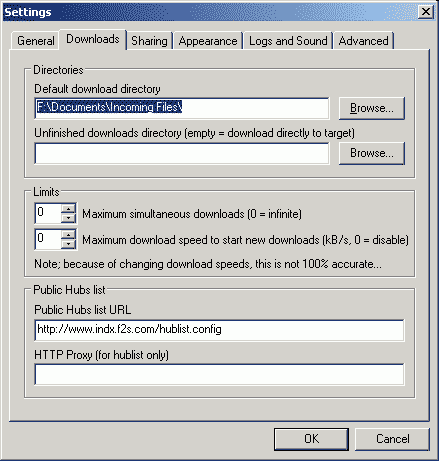 Settings
General Downloads Sharing Appearance Logs and Sound Advanced
Directories
Default download directory
F:\Documents\Incoming Files\ Browse...
Unfinished downloads directory (empty = download directly to target)
Browse...
Limits
0 Maximum simultaneous downloads (0 = infinite)
0 Maximum download speed to start new downloads (kB/s, 0 = disable)
Note; because of changing download speeds, this is not 100% accurate...
Public Hubs list
Public Hubs list URL
http://www.indx.f2s.com/hublist.config
HTTP Proxy (for hublist only)
OK Cancel